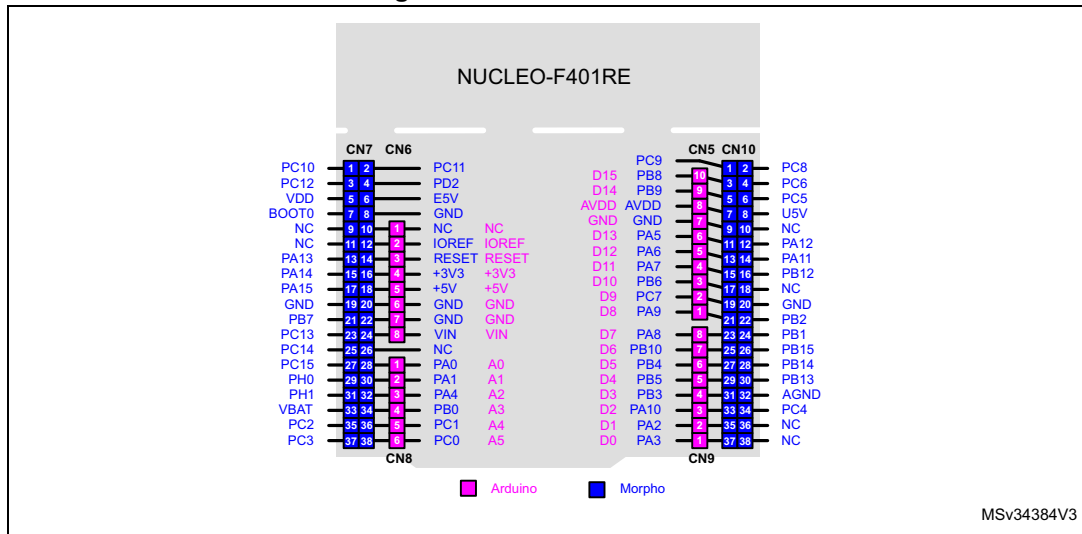 NUCLEO-F401RE
CN7 CN6 CN5 CN10
PC9
PC10 1 2 PC11 1 2 PC8
PC12 3 4 PD2 D15 PB8 10 3 4 PC6
VDD 5 6 E5V D14 PB9 9 5 6 PC5
BOOT0 7 8 GND AVDD AVDD 8 7 8 U5V
NC 9 10 1 NC NC GND GND 7 9 10 NC
NC 11 12 2 IOREF IOREF D13 PA5 6 11 12 PA12
PA13 13 14 3 RESET RESET D12 PA6 5 13 14 PA11
PA14 15 16 4 +3V3 +3V3 D11 PA7 4 15 16 PB12
PA15 17 18 5 +5V +5V D10 PB6 3 17 18 NC
GND 19 20 6 GND GND D9 PC7 2 19 20 GND
PB7 21 22 7 GND GND D8 PA9 1 21 22 PB2
PC13 23 24 8 VIN VIN D7 PA8 8 23 24 PB1
PC14 25 26 NC D6 PB10 7 25 26 PB15
PC15 27 28 1 PA0 A0 D5 PB4 6 27 28 PB14
PH0 29 30 2 PA1 A1 D4 PB5 5 29 30 PB13
PH1 31 32 3 PA4 A2 D3 PB3 4 31 32 AGND
VBAT 33 34 4 PB0 A3 D2 PA10 3 33 34 PC4
PC2 35 36 5 PC1 A4 D1 PA2 2 35 36 NC
PC3 37 38 6 PC0 A5 D0 PA3 1 37 38 NC
CN8 CN9
Arduino Morpho
MSv34384V3